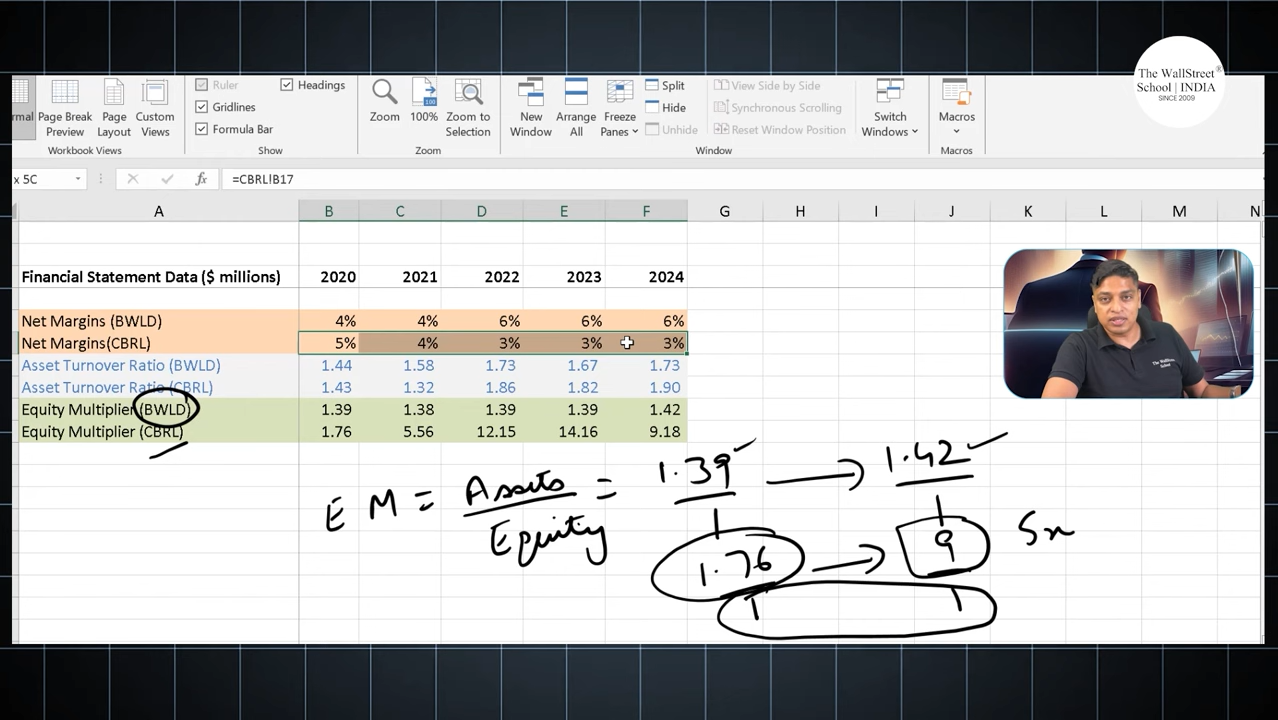 The WallStreet®
School | INDIA
SINCE 2009
Ruler
Headings
Gridlines
Formula Bar
Show
mal
Page Break Preview
Page Layout
Custom Views
Workbook Views
Zoom
100%
Zoom to Selection
Zoom
New Window
Arrange All
Freeze Panes
Split
Hide
Unhide
View Side by Side
Synchronous Scrolling
Reset Window Position
Switch Windows
Window
Macros
Macros
x 5C
fx
=CBRL!B17
A B C D E F G H I J K L M N
Financial Statement Data ($ millions) 2020 2021 2022 2023 2024
Net Margins (BWLD) 4% 4% 6% 6% 6%
Net Margins(CBRL) 5% 4% 3% 3% 3%
Asset Turnover Ratio (BWLD) 1.44 1.58 1.73 1.67 1.73
Asset Turnover Ratio (CBRL) 1.43 1.32 1.86 1.82 1.90
Equity Multiplier (BWLD) 1.39 1.38 1.39 1.39 1.42
Equity Multiplier (CBRL) 1.76 5.56 12.15 14.16 9.18
EM = Assets / Equity = 1.39 → 1.42
1.76 → 9 5x
The WallStreet
School